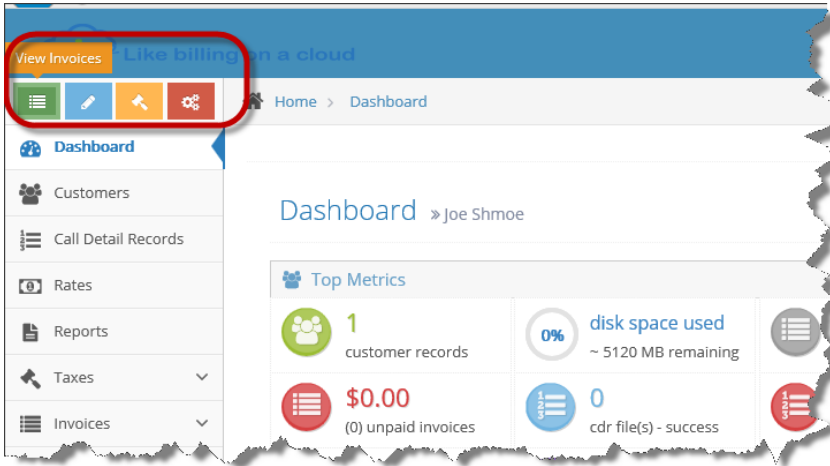 View Invoices
Like billing on a cloud
Home > Dashboard
Dashboard
Customers
Call Detail Records
Rates
Reports
Taxes
Invoices
Dashboard » Joe Shmoe
Top Metrics
1
customer records
0%
disk space used
~ 5120 MB remaining
$0.00
(0) unpaid invoices
0
cdr file(s) - success